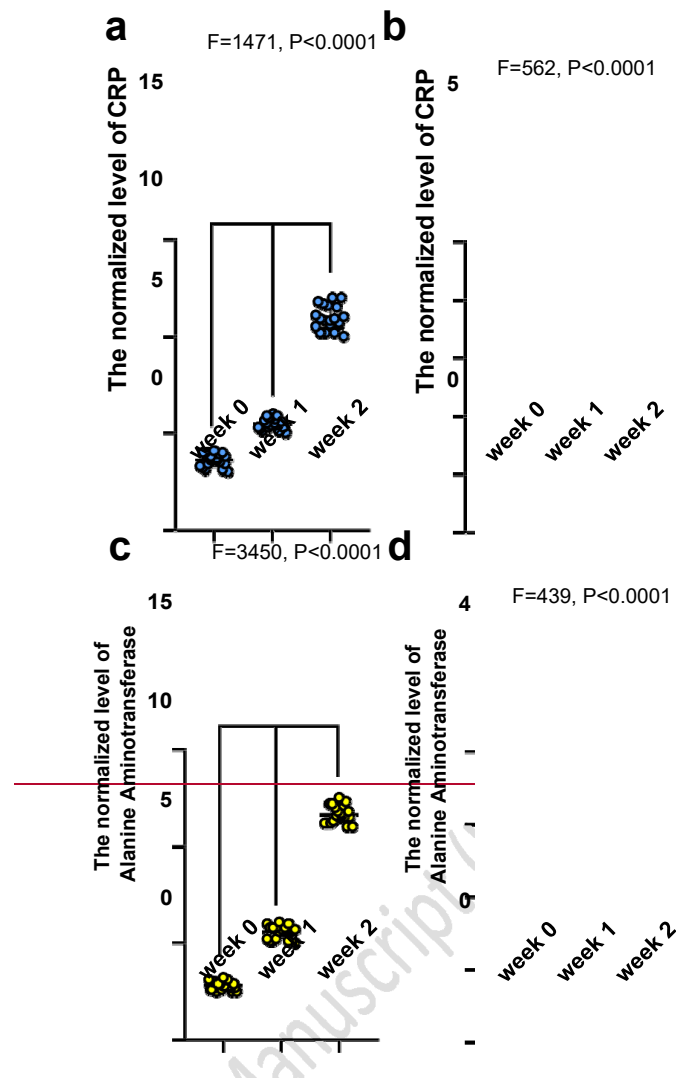 a
F=1471, P<0.0001
The normalized level of CRP
15
10
5
0
week 0
week 1
week 2
b
F=562, P<0.0001
The normalized level of CRP
5
0
week 0
week 1
week 2
c
F=3450, P<0.0001
The normalized level of
Alanine Aminotransferase
15
10
5
0
week 0
week 1
week 2
d
F=439, P<0.0001
The normalized level of
Alanine Aminotransferase
4
0
week 0
week 1
week 2
Manuscript